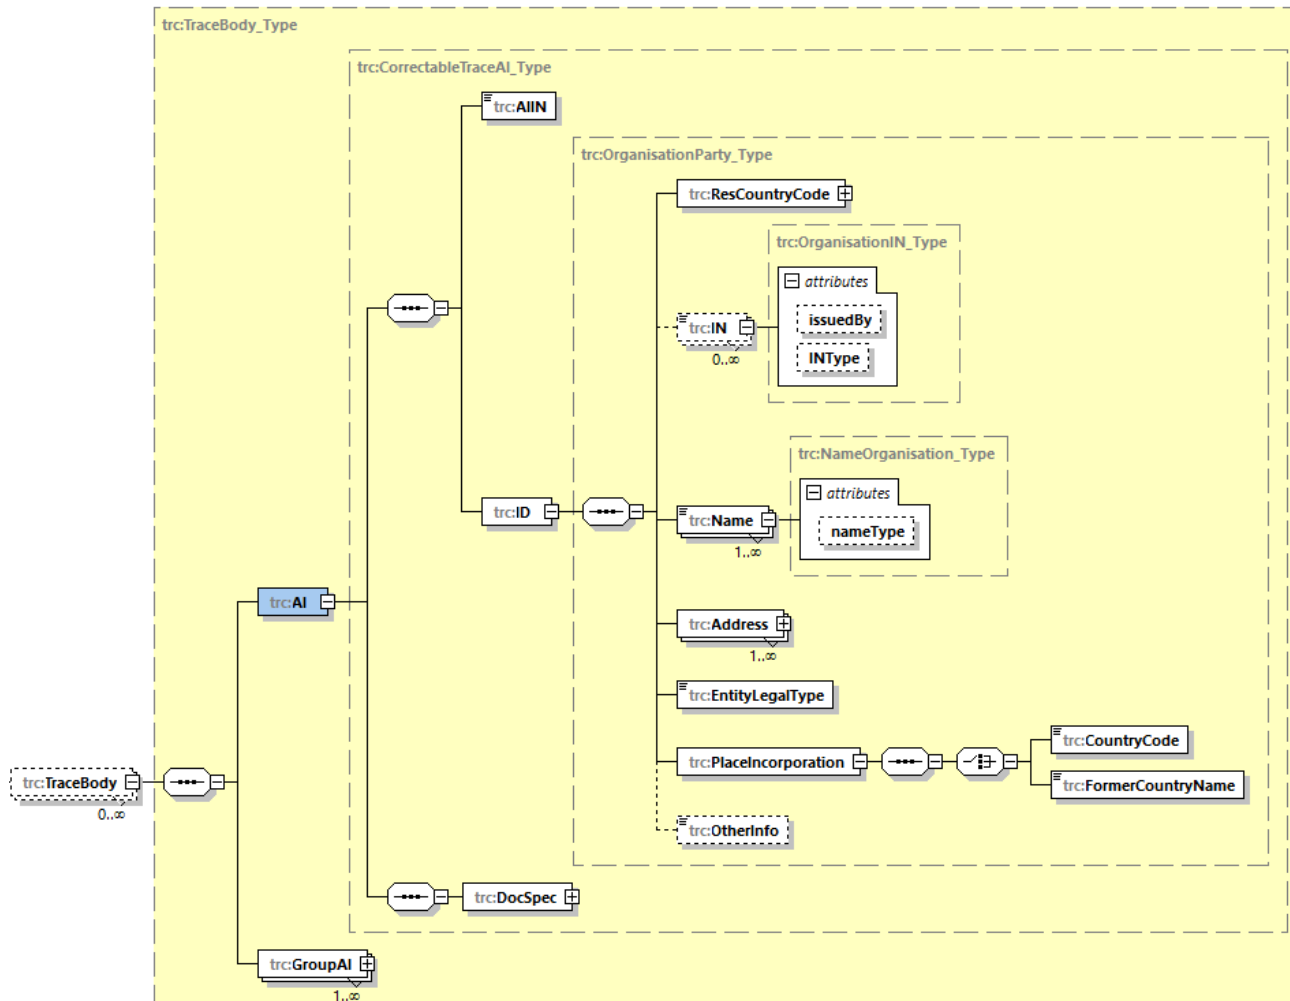 trc:TraceBody_Type
trc:CorrectableTraceAI_Type
trc:AIIN
trc:OrganisationParty_Type
trc:ResCountryCode
trc:OrganisationIN_Type
attributes
issuedBy
trc:IN
INType
0..∞
trc:NameOrganisation_Type
attributes
trc:ID
trc:Name
nameType
1..∞
trc:AI
trc:Address
1..∞
trc:EntityLegalType
trc:CountryCode
trc:PlaceIncorporation
trc:TraceBody
trc:FormerCountryName
0..∞
trc:OtherInfo
trc:DocSpec
trc:GroupAI
1..∞